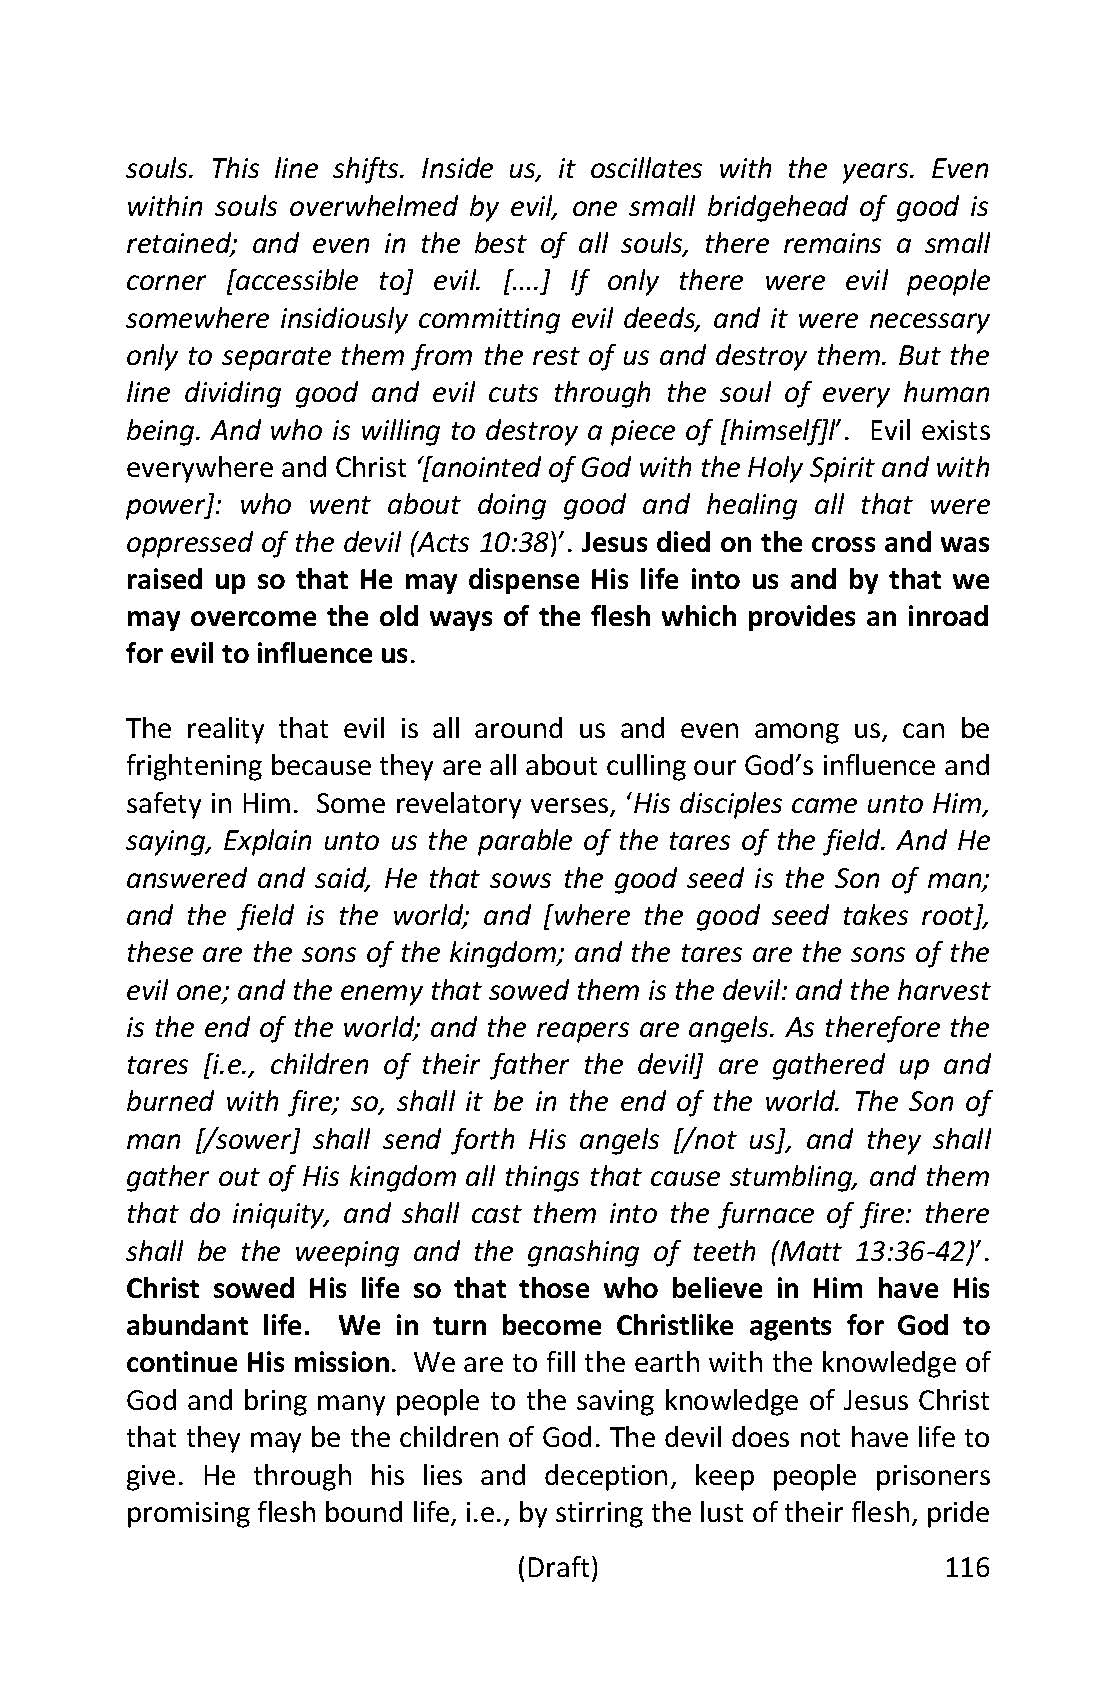 souls. This line shifts. Inside us, it oscillates with the years. Even
within souls overwhelmed by evil, one small bridgehead of good is
retained; and even in the best of all souls, there remains a small
corner [accessible to] evil. [....] If only there were evil people
somewhere insidiously committing evil deeds, and it were necessary
only to separate them from the rest of us and destroy them. But the
line dividing good and evil cuts through the soul of every human
being. And who is willing to destroy a piece of [himself]l’. Evil exists
everywhere and Christ ‘[anointed of God with the Holy Spirit and with
power]: who went about doing good and healing all that were
oppressed of the devil (Acts 10:38)’. Jesus died on the cross and was
raised up so that He may dispense His life into us and by that we
may overcome the old ways of the flesh which provides an inroad
for evil to influence us.
The reality that evil is all around us and even among us, can be
frightening because they are all about culling our God’s influence and
safety in Him. Some revelatory verses, ‘His disciples came unto Him,
saying, Explain unto us the parable of the tares of the field. And He
answered and said, He that sows the good seed is the Son of man;
and the field is the world; and [where the good seed takes root],
these are the sons of the kingdom; and the tares are the sons of the
evil one; and the enemy that sowed them is the devil: and the harvest
is the end of the world; and the reapers are angels. As therefore the
tares [i.e., children of their father the devil] are gathered up and
burned with fire; so, shall it be in the end of the world. The Son of
man [/sower] shall send forth His angels [/not us], and they shall
gather out of His kingdom all things that cause stumbling, and them
that do iniquity, and shall cast them into the furnace of fire: there
shall be the weeping and the gnashing of teeth (Matt 13:36-42)’.
Christ sowed His life so that those who believe in Him have His
abundant life. We in turn become Christlike agents for God to
continue His mission. We are to fill the earth with the knowledge of
God and bring many people to the saving knowledge of Jesus Christ
that they may be the children of God. The devil does not have life to
give. He through his lies and deception, keep people prisoners
promising flesh bound life, i.e., by stirring the lust of their flesh, pride
(Draft) 116